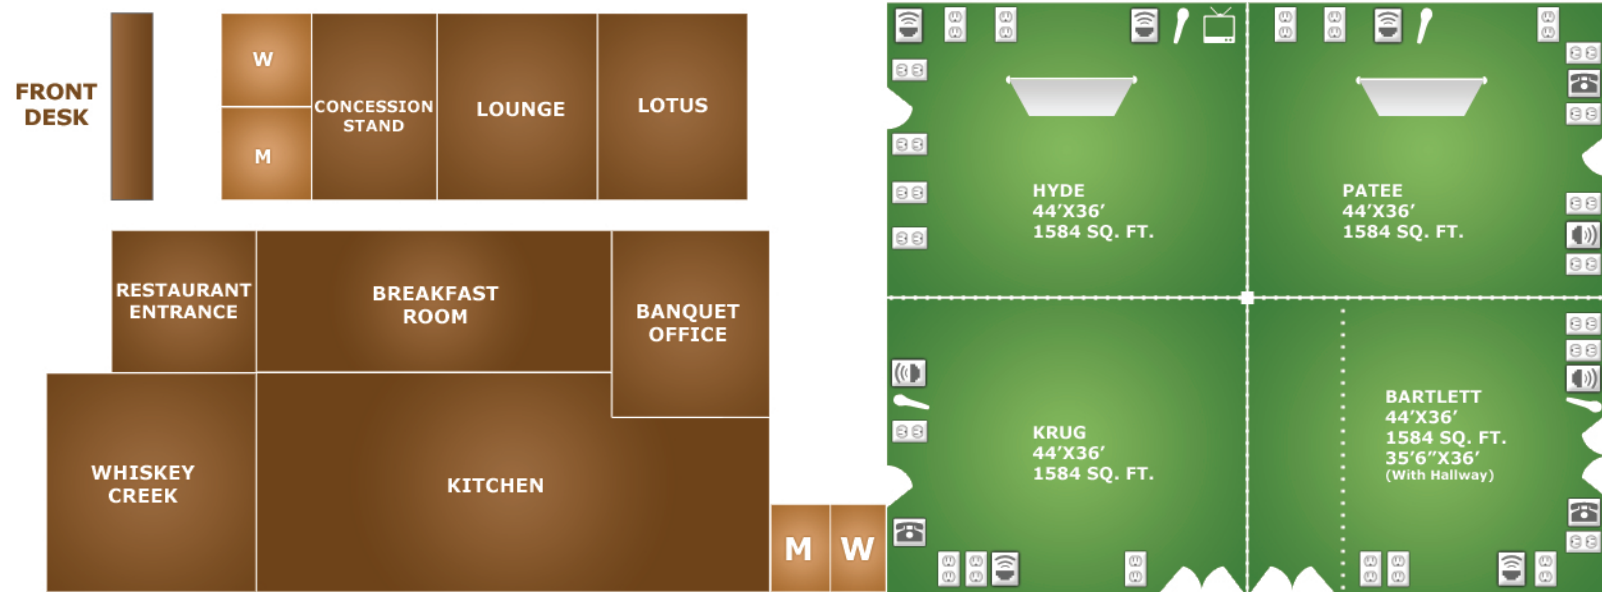 FRONT
DESK
W
M
CONCESSION
STAND
LOUNGE
LOTUS
RESTAURANT
ENTRANCE
BREAKFAST
ROOM
BANQUET
OFFICE
WHISKEY
CREEK
KITCHEN
M
W
HYDE
44’X36’
1584 SQ. FT.
PATEE
44’X36’
1584 SQ. FT.
KRUG
44’X36’
1584 SQ. FT.
BARTLETT
44’X36’
1584 SQ. FT.
35’6”X36’
(With Hallway)